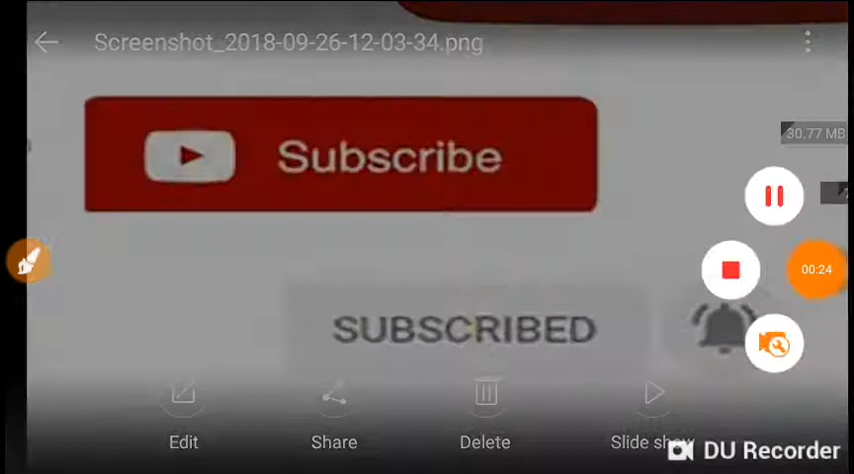 Screenshot_2018-09-26-12-03-34.png
30.77 MB
Subscribe
00:24
SUBSCRIBED
Edit
Share
Delete
Slide show
DU Recorder